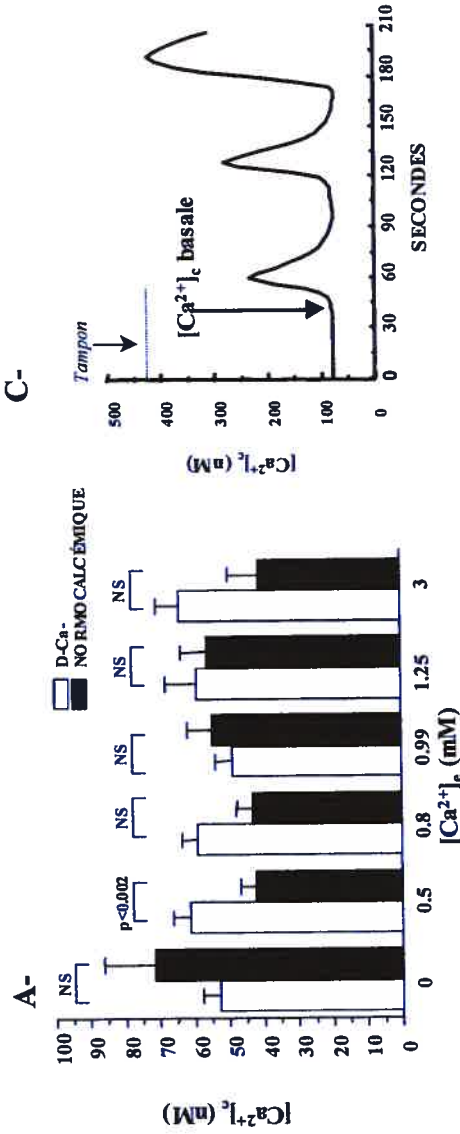 A-
D-Ca-
NORMOCALCÉMIQUE
NS
p<0.002
NS
NS
NS
NS
100
90
80
70
60
50
40
30
20
10
0
[Ca²⁺]c (nM)
0 0.5 0.8 0.99 1.25 3
[Ca²⁺]e (mM)
C-
Tampon
[Ca²⁺]c basale
500
400
300
200
100
0
[Ca²⁺]c (nM)
0 30 60 90 120 150 180 210
SECONDES